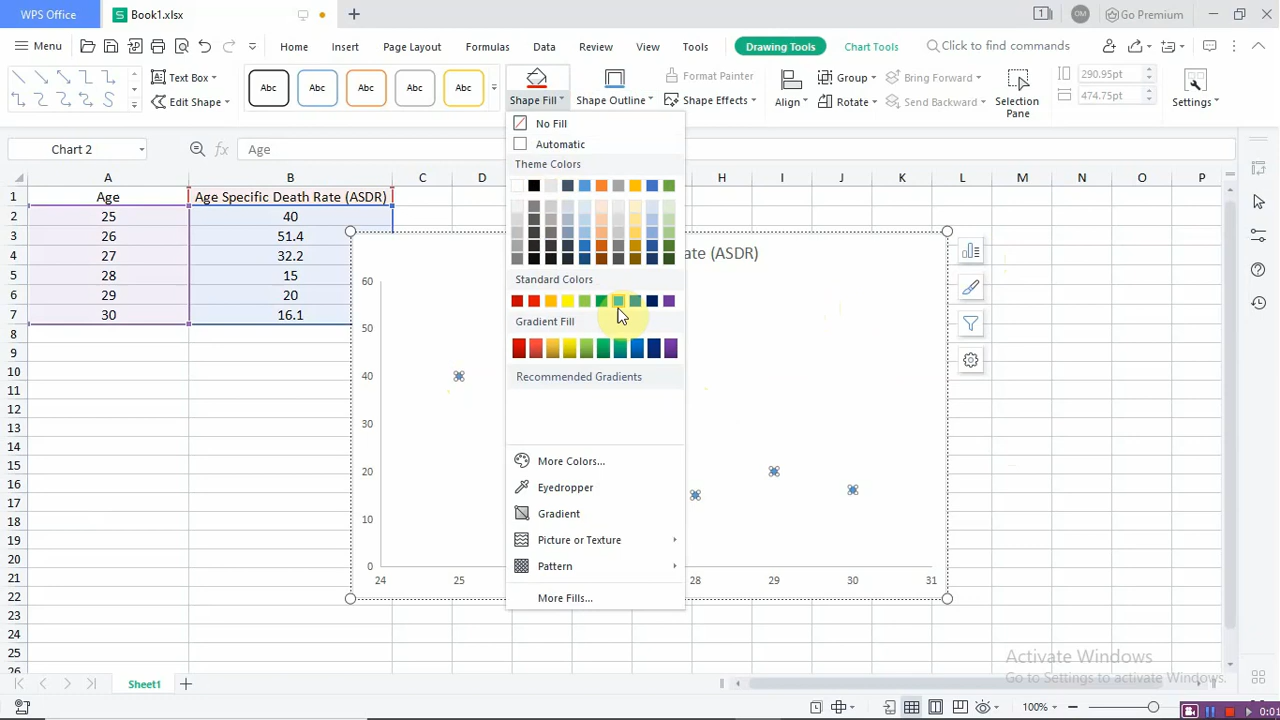 WPS Office
Book1.xlsx
OM
Go Premium
Menu
Home
Insert
Page Layout
Formulas
Data
Review
View
Tools
Drawing Tools
Chart Tools
Click to find commands
Abc
Abc
Abc
Abc
Abc
Text Box
Edit Shape
Shape Fill
Shape Outline
Format Painter
Shape Effects
Align
Group
Rotate
Bring Forward
Send Backward
Selection Pane
290.95pt
474.75pt
Settings
Chart 2
fx
Age
A B C D H I J K L M N O P
1 Age Age Specific Death Rate (ASDR)
2 25 40
3 26 51.4
4 27 32.2
5 28 15
6 29 20
7 30 16.1
8
9
10
11
12
13
14
15
16
17
18
19
20
21
22
23
24
25
26
No Fill
Automatic
Theme Colors
Standard Colors
Gradient Fill
Recommended Gradients
More Colors...
Eyedropper
Gradient
Picture or Texture
Pattern
More Fills...
ate (ASDR)
60
50
40
30
20
10
0
24 25 28 29 30 31
Activate Windows
Go to Settings to activate Windows.
Sheet1
100%
0:01